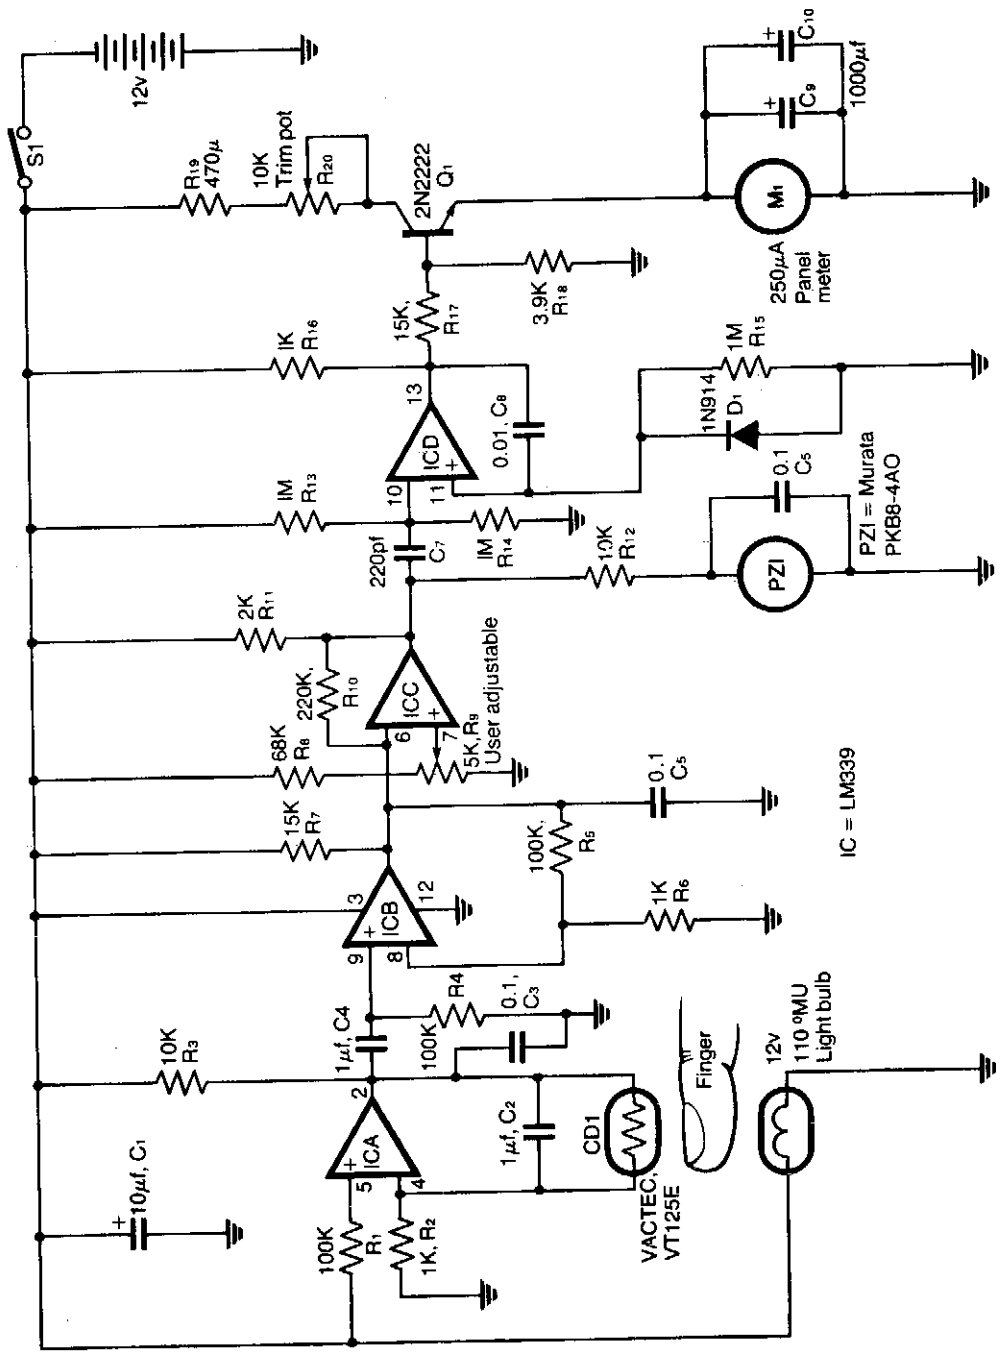 S1
12v
R19
470μ
10K
Trim pot
R20
2N2222
Q1
+
C9
+
C10
1000μf
M1
250μA
Panel
meter
15K,
R17
3.9K
R18
1K
R16
13
ICD
10
11
+
0.01, C8
1M
R15
1N914
D1
1M
R13
1M
R14
220pf
C7
10K
R12
0.1
C5
PZ1
PZI = Murata
PKB8-4AO
2K
R11
220K,
R10
ICC
6
7
+
5K, R9
User adjustable
68K
R8
15K
R7
3
12
ICB
+
9
8
100K,
R5
0.1
C5
1K
R6
IC = LM339
10K
R3
1μf, C4
R4
100K
0.1,
C3
2
ICA
+
5
4
1μf, C2
CD1
VACTEC,
VT125E
Finger
12v
110 ºMU
Light bulb
+
10μf, C1
100K
R1
1K, R2